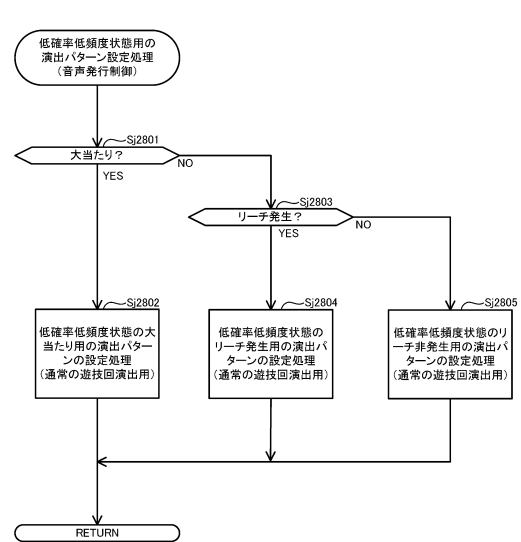 低確率低頻度状態用の
演出パターン設定処理
（音声発行制御）
Sj2801
大当たり？
NO
YES
Sj2803
リーチ発生？
NO
YES
Sj2802
低確率低頻度状態の大
当たり用の演出パター
ンの設定処理
（通常の遊技回演出用）
Sj2804
低確率低頻度状態の
リーチ発生用の演出パ
ターンの設定処理
（通常の遊技回演出用）
Sj2805
低確率低頻度状態のリ
ーチ非発生用の演出パ
ターンの設定処理
（通常の遊技回演出用）
RETURN